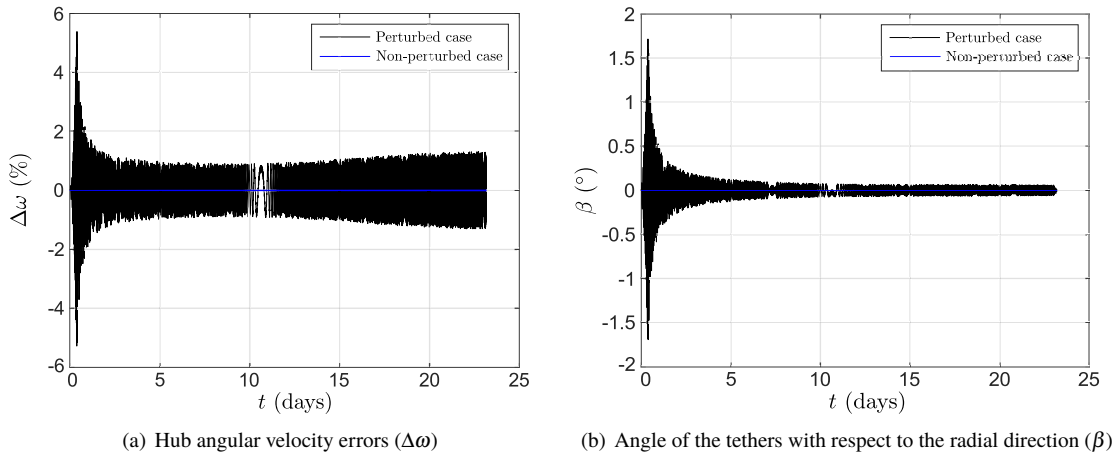 6
4
2
0
-2
-4
-6
Δω (%)
Perturbed case
Non-perturbed case
0 5 10 15 20 25
t (days)
(a) Hub angular velocity errors (Δω)
2
1.5
1
0.5
0
-0.5
-1
-1.5
-2
β (°)
Perturbed case
Non-perturbed case
0 5 10 15 20 25
t (days)
(b) Angle of the tethers with respect to the radial direction (β)